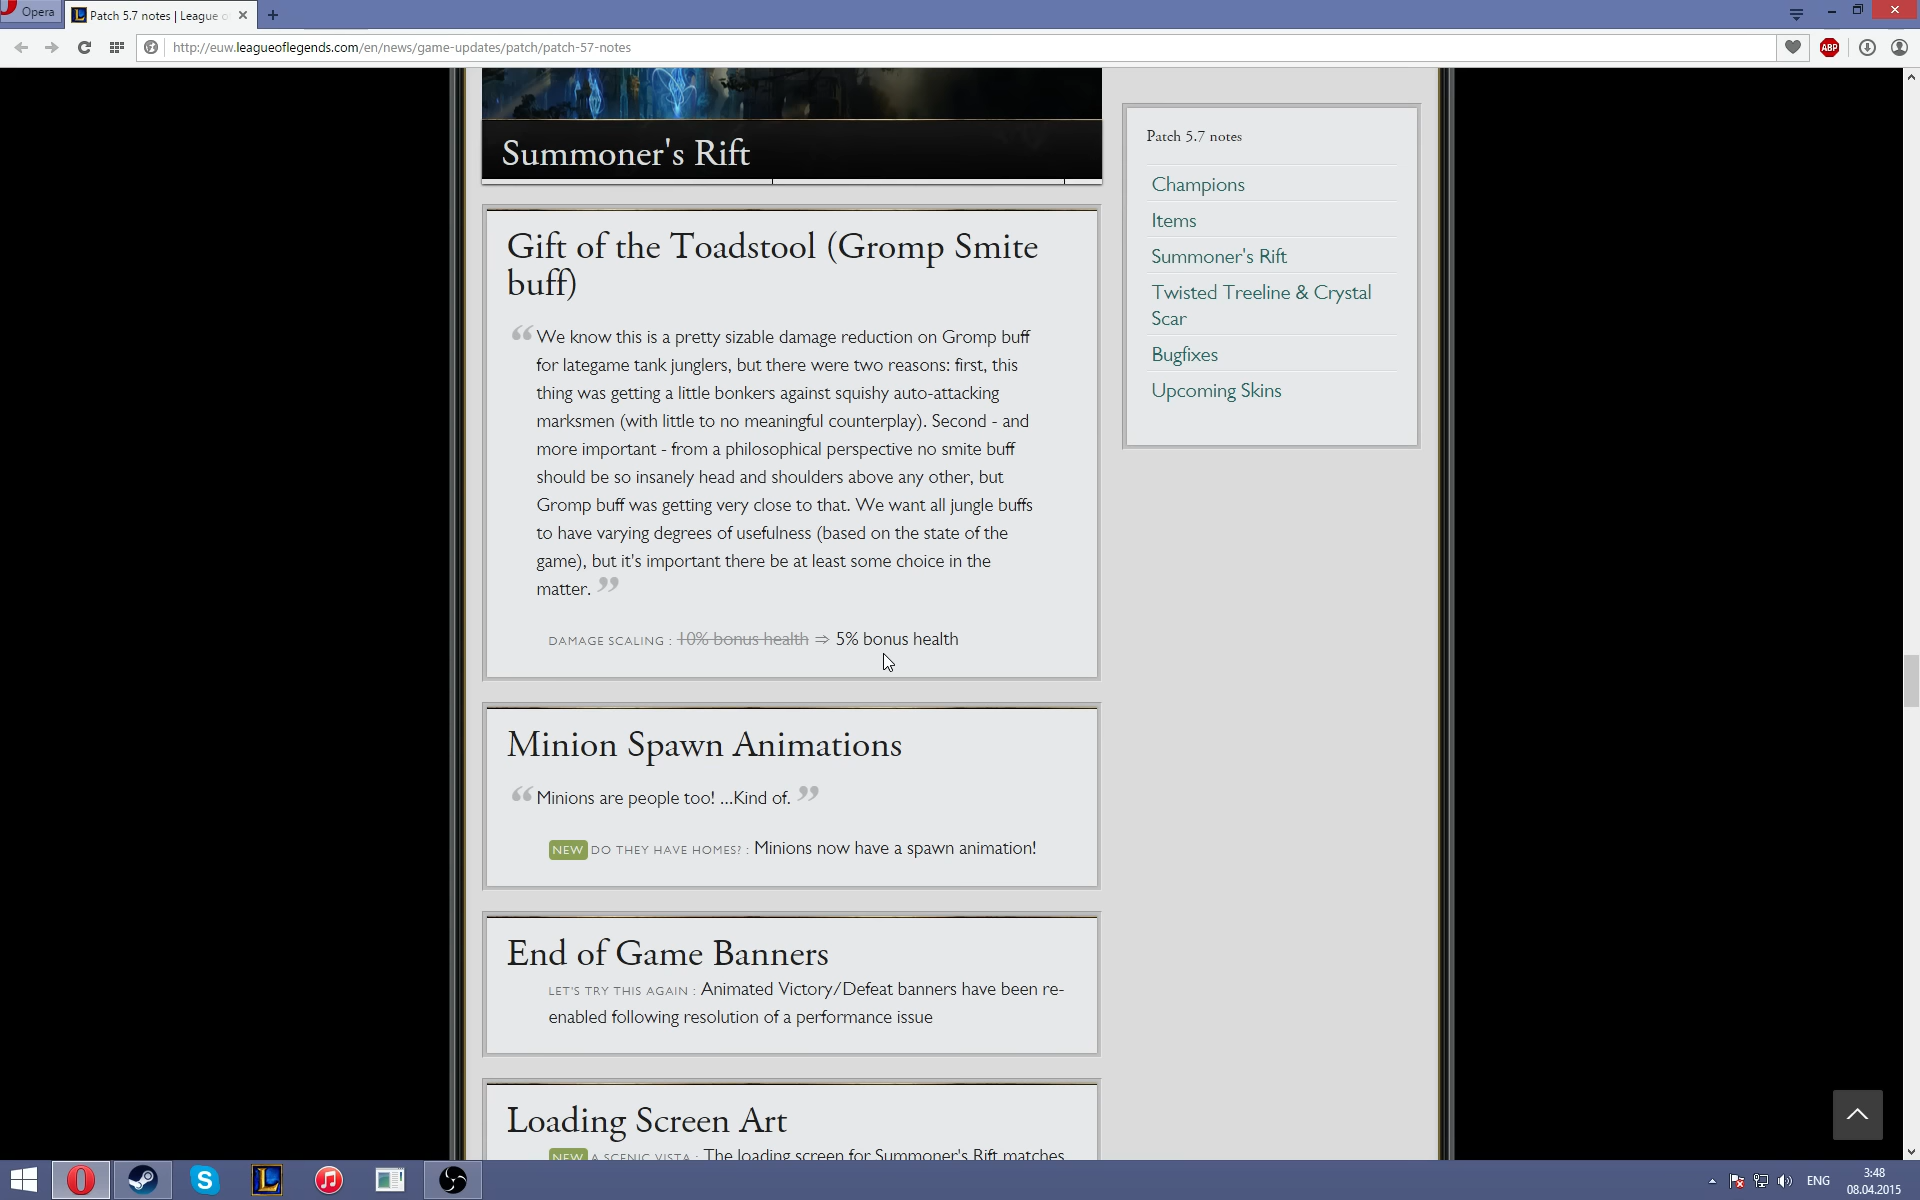 Opera
Patch 5.7 notes | League o
http://euw.leagueoflegends.com/en/news/game-updates/patch/patch-57-notes
ABP
Summoner's Rift
Gift of the Toadstool (Gromp Smite
buff)
“ We know this is a pretty sizable damage reduction on Gromp buff
for lategame tank junglers, but there were two reasons: first, this
thing was getting a little bonkers against squishy auto-attacking
marksmen (with little to no meaningful counterplay). Second - and
more important - from a philosophical perspective no smite buff
should be so insanely head and shoulders above any other, but
Gromp buff was getting very close to that. We want all jungle buffs
to have varying degrees of usefulness (based on the state of the
game), but it's important there be at least some choice in the
matter. ”
DAMAGE SCALING : 10% bonus health ⇒ 5% bonus health
Minion Spawn Animations
“ Minions are people too! ...Kind of. ”
NEW DO THEY HAVE HOMES? : Minions now have a spawn animation!
End of Game Banners
LET'S TRY THIS AGAIN : Animated Victory/Defeat banners have been re-
enabled following resolution of a performance issue
Loading Screen Art
NEW A SCENIC VISTA : The loading screen for Summoner's Rift matches
Patch 5.7 notes
Champions
Items
Summoner's Rift
Twisted Treeline & Crystal
Scar
Bugfixes
Upcoming Skins
ENG
3:48
08.04.2015